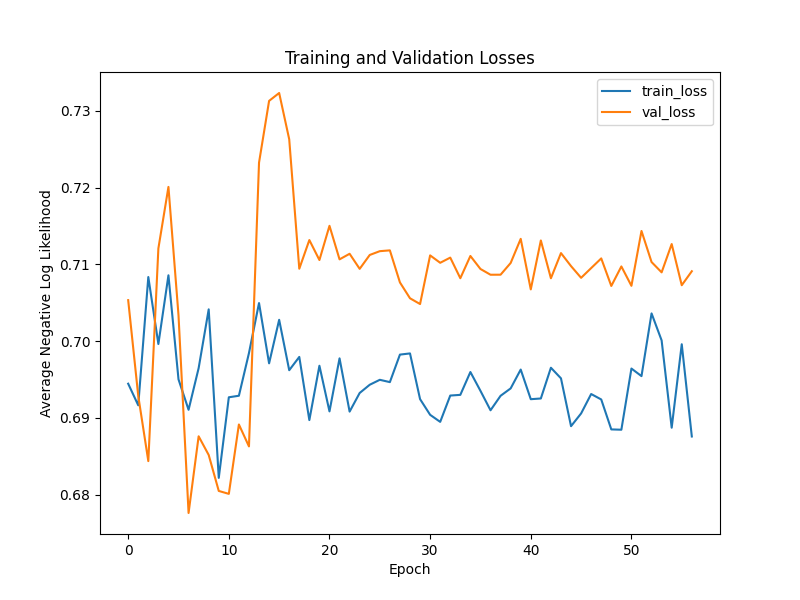 Training and Validation Losses
train_loss
val_loss
0.73
0.72
0.71
0.70
0.69
0.68
Average Negative Log Likelihood
0 10 20 30 40 50
Epoch